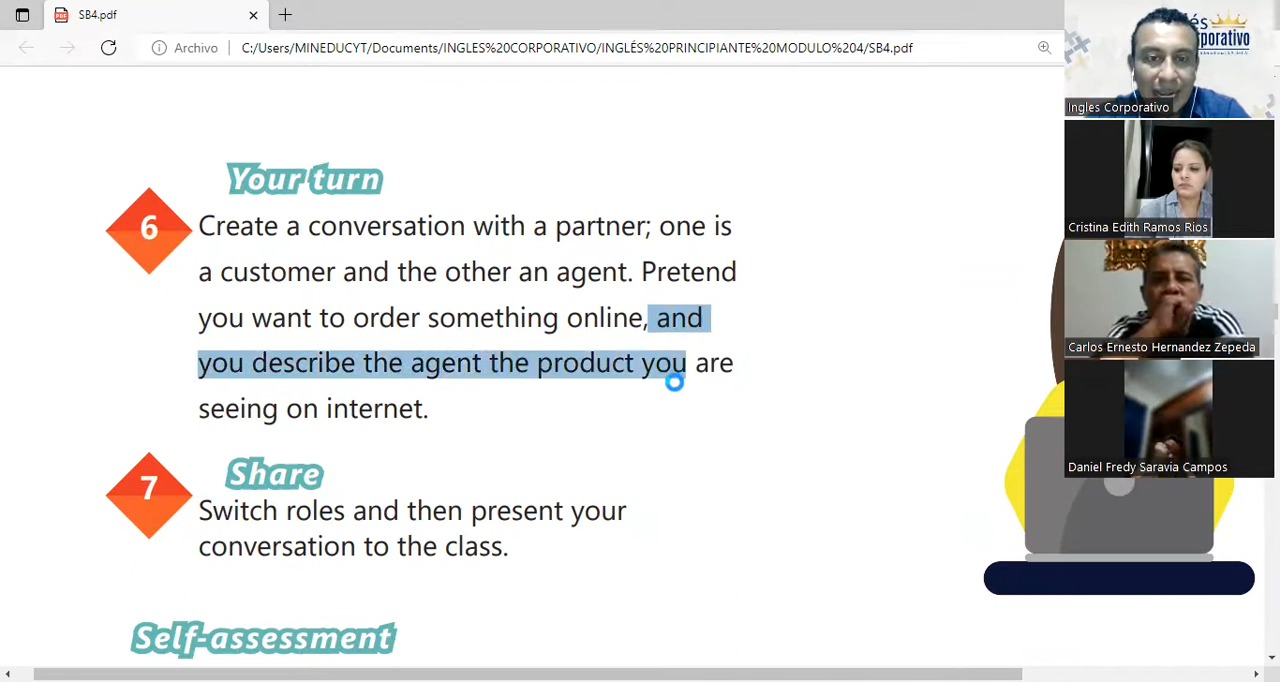 SB4.pdf
Archivo
C:/Users/MINEDUCYT/Documents/INGLES%20CORPORATIVO/INGLÉS%20PRINCIPIANTE%20MODULO%204/SB4.pdf
Your turn
6
Create a conversation with a partner; one is
a customer and the other an agent. Pretend
you want to order something online, and
you describe the agent the product you are
seeing on internet.
Share
7
Switch roles and then present your
conversation to the class.
Self-assessment
Ingles Corporativo
Cristina Edith Ramos Rios
Carlos Ernesto Hernandez Zepeda
Daniel Fredy Saravia Campos